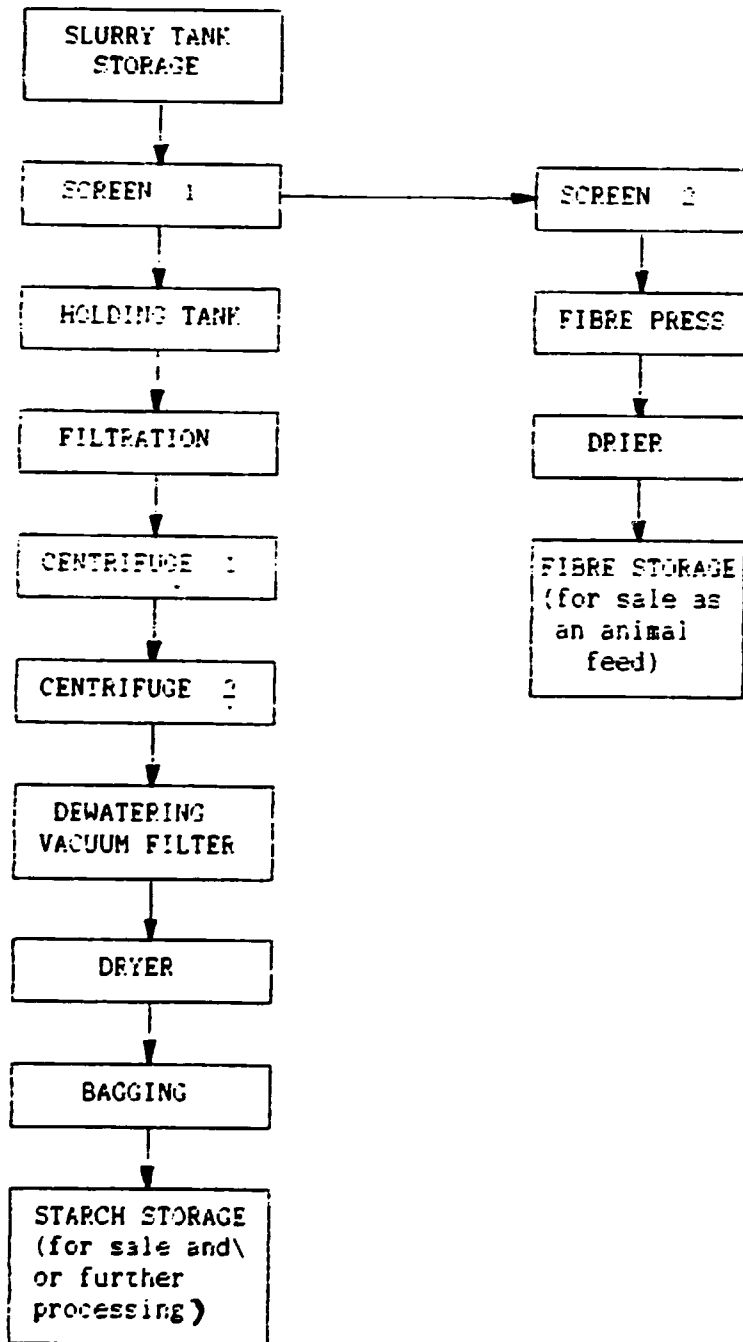 SLURRY TANK
STORAGE
SCREEN 1
HOLDING TANK
FILTRATION
CENTRIFUGE 1
CENTRIFUGE 2
DEWATERING
VACUUM FILTER
DRYER
BAGGING
STARCH STORAGE
(for sale and\
or further
processing)
SCREEN 2
FIBRE PRESS
DRIER
FIBRE STORAGE
(for sale as
an animal
feed)